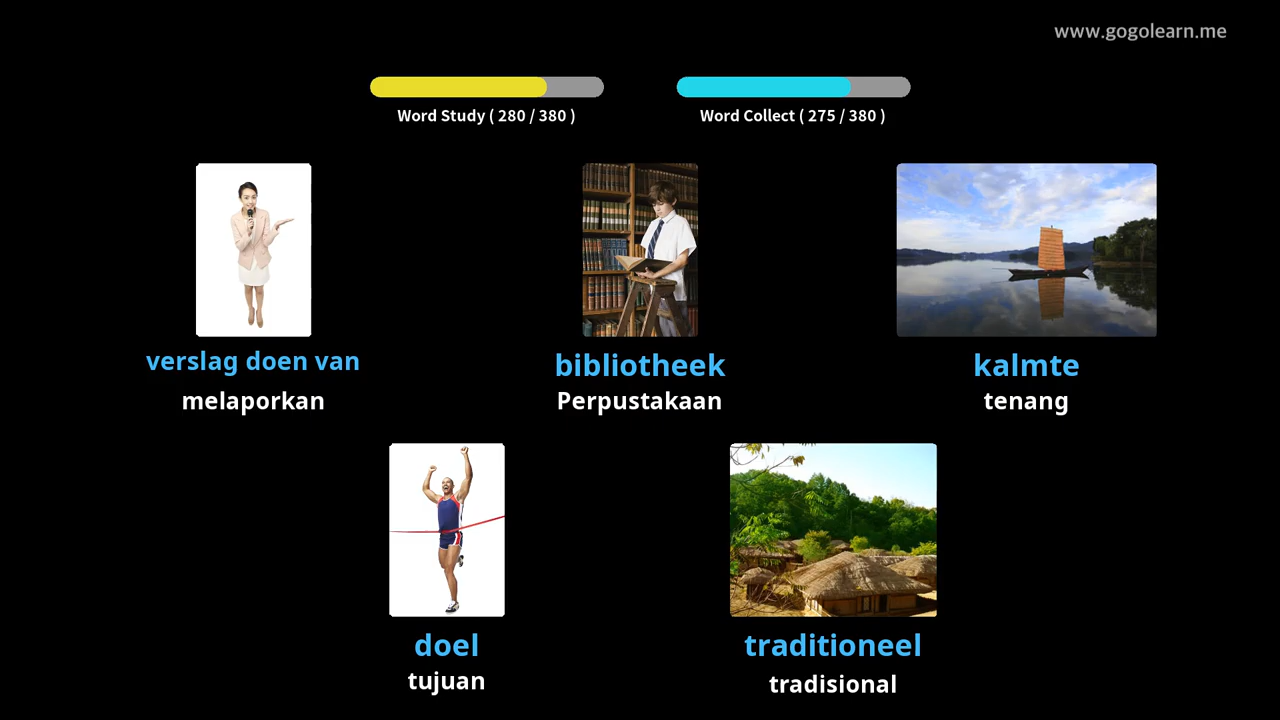 www.gogolearn.me
Word Study ( 280 / 380 )
Word Collect ( 275 / 380 )
verslag doen van
melaporkan
bibliotheek
Perpustakaan
kalmte
tenang
doel
tujuan
traditioneel
tradisional